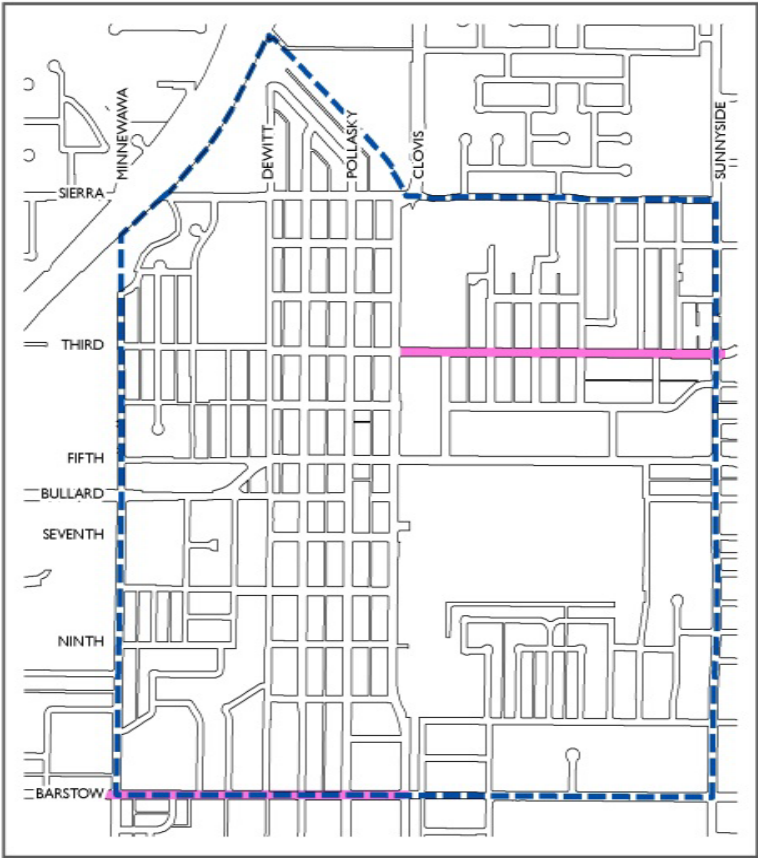 MINNEWAWA
DEWITT
POLLASKY
CLOVIS
SUNNYSIDE
SIERRA
THIRD
FIFTH
BULLARD
SEVENTH
NINTH
BARSTOW